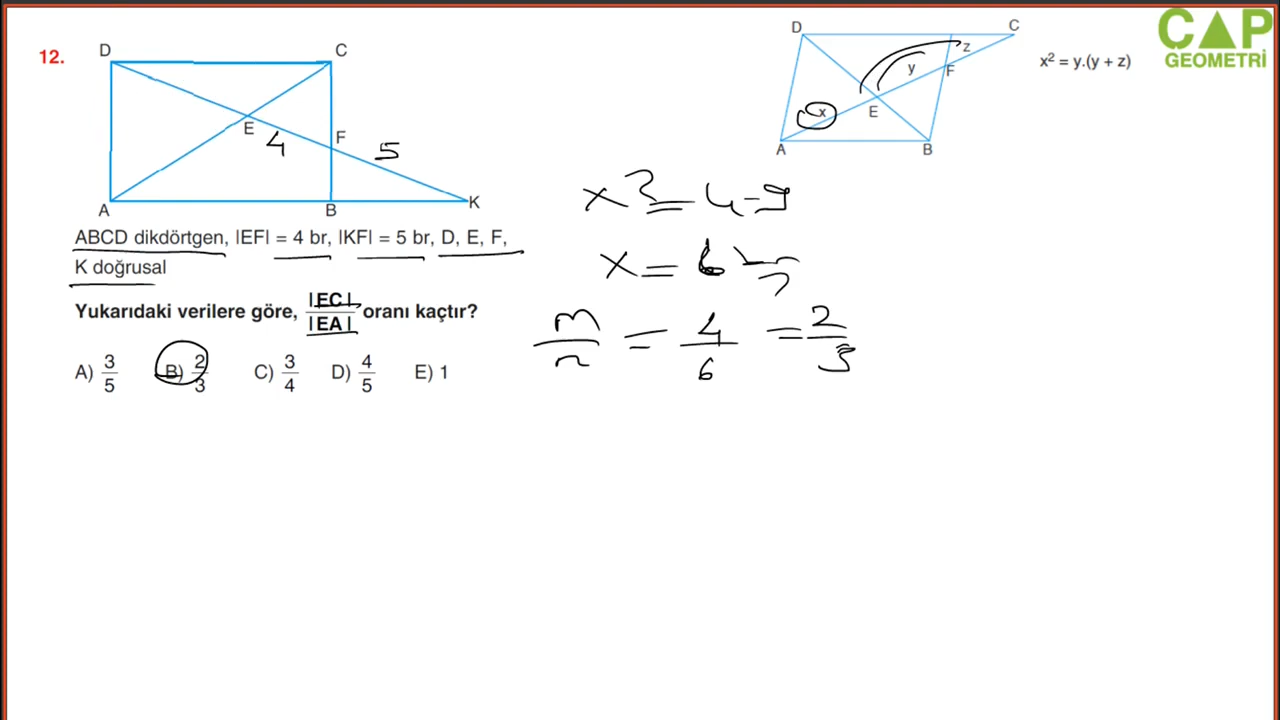 ÇAP
GEOMETRİ
12.
D
C
E
4
F
5
A
B
K
D
C
z
y
F
x
E
A
B
x² = y.(y + z)
ABCD dikdörtgen, |EF| = 4 br, |KF| = 5 br, D, E, F,
K doğrusal
Yukarıdaki verilere göre, |EC| / |EA| oranı kaçtır?
A) 3/5 B) 2/3 C) 3/4 D) 4/5 E) 1
x² = 4.9
x = 6 br
m/n = 4/6 = 2/3